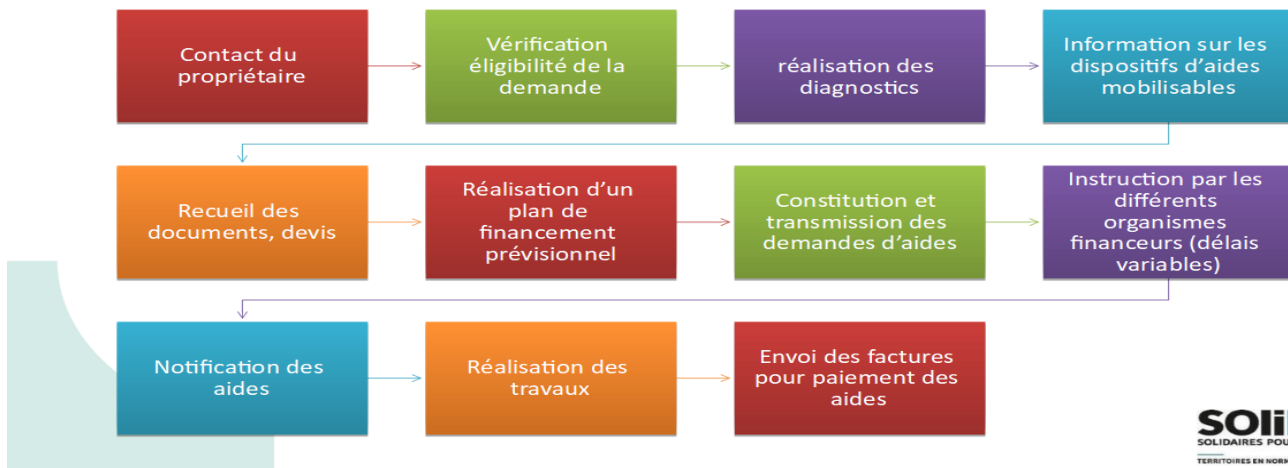 Contact du
propriétaire
Vérification
éligibilité de la
demande
réalisation des
diagnostics
Information sur les
dispositifs d'aides
mobilisables
Recueil des
documents, devis
Réalisation d'un
plan de
financement
prévisionnel
Constitution et
transmission des
demandes d'aides
Instruction par les
différents
organismes
financeurs (délais
variables)
Notification des
aides
Réalisation des
travaux
Envoi des factures
pour paiement des
aides
SOLIDAIRES
TERRITOIRES EN